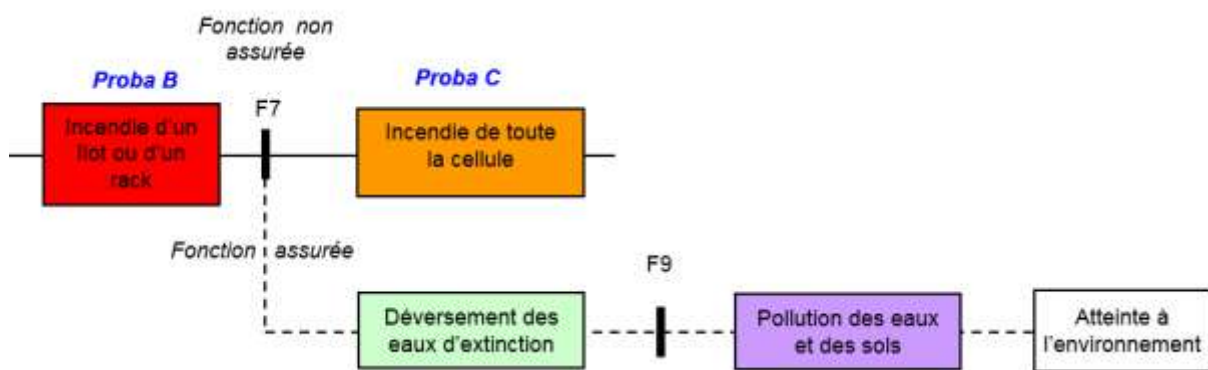 Fonction non
assurée
Proba B
Proba C
F7
Incendie d'un
îlot ou d'un
rack
Incendie de toute
la cellule
Fonction assurée
F9
Déversement des
eaux d'extinction
Pollution des eaux
et des sols
Atteinte à
l'environnement